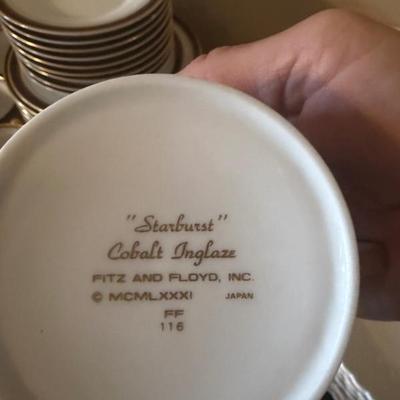 "Starburst"
Cobalt Inglaze
FITZ AND FLOYD, INC.
© MCMLXXXI JAPAN
FF
116